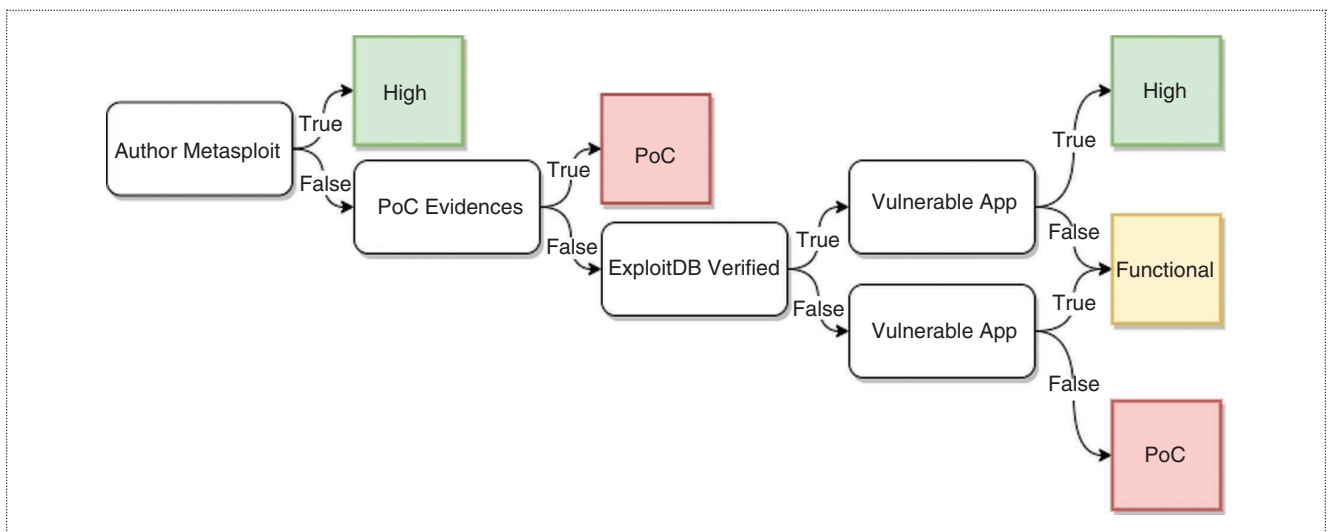 High
Author Metasploit
True
False
PoC
True
PoC Evidences
False
ExploitDB Verified
True
False
Vulnerable App
High
True
False
Functional
Vulnerable App
True
False
PoC